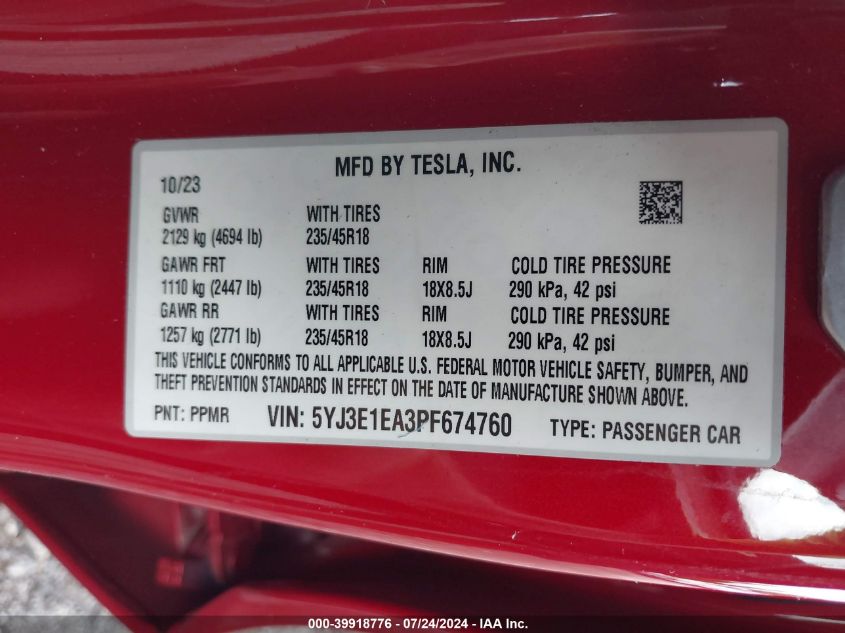 MFD BY TESLA, INC.
10/23
GVWR WITH TIRES
2129 kg (4694 lb) 235/45R18
GAWR FRT WITH TIRES RIM COLD TIRE PRESSURE
1110 kg (2447 lb) 235/45R18 18X8.5J 290 kPa, 42 psi
GAWR RR WITH TIRES RIM COLD TIRE PRESSURE
1257 kg (2771 lb) 235/45R18 18X8.5J 290 kPa, 42 psi
THIS VEHICLE CONFORMS TO ALL APPLICABLE U.S. FEDERAL MOTOR VEHICLE SAFETY, BUMPER, AND
THEFT PREVENTION STANDARDS IN EFFECT ON THE DATE OF MANUFACTURE SHOWN ABOVE.
PNT: PPMR VIN: 5YJ3E1EA3PF674760 TYPE: PASSENGER CAR
000-39918776 - 07/24/2024 - IAA Inc.